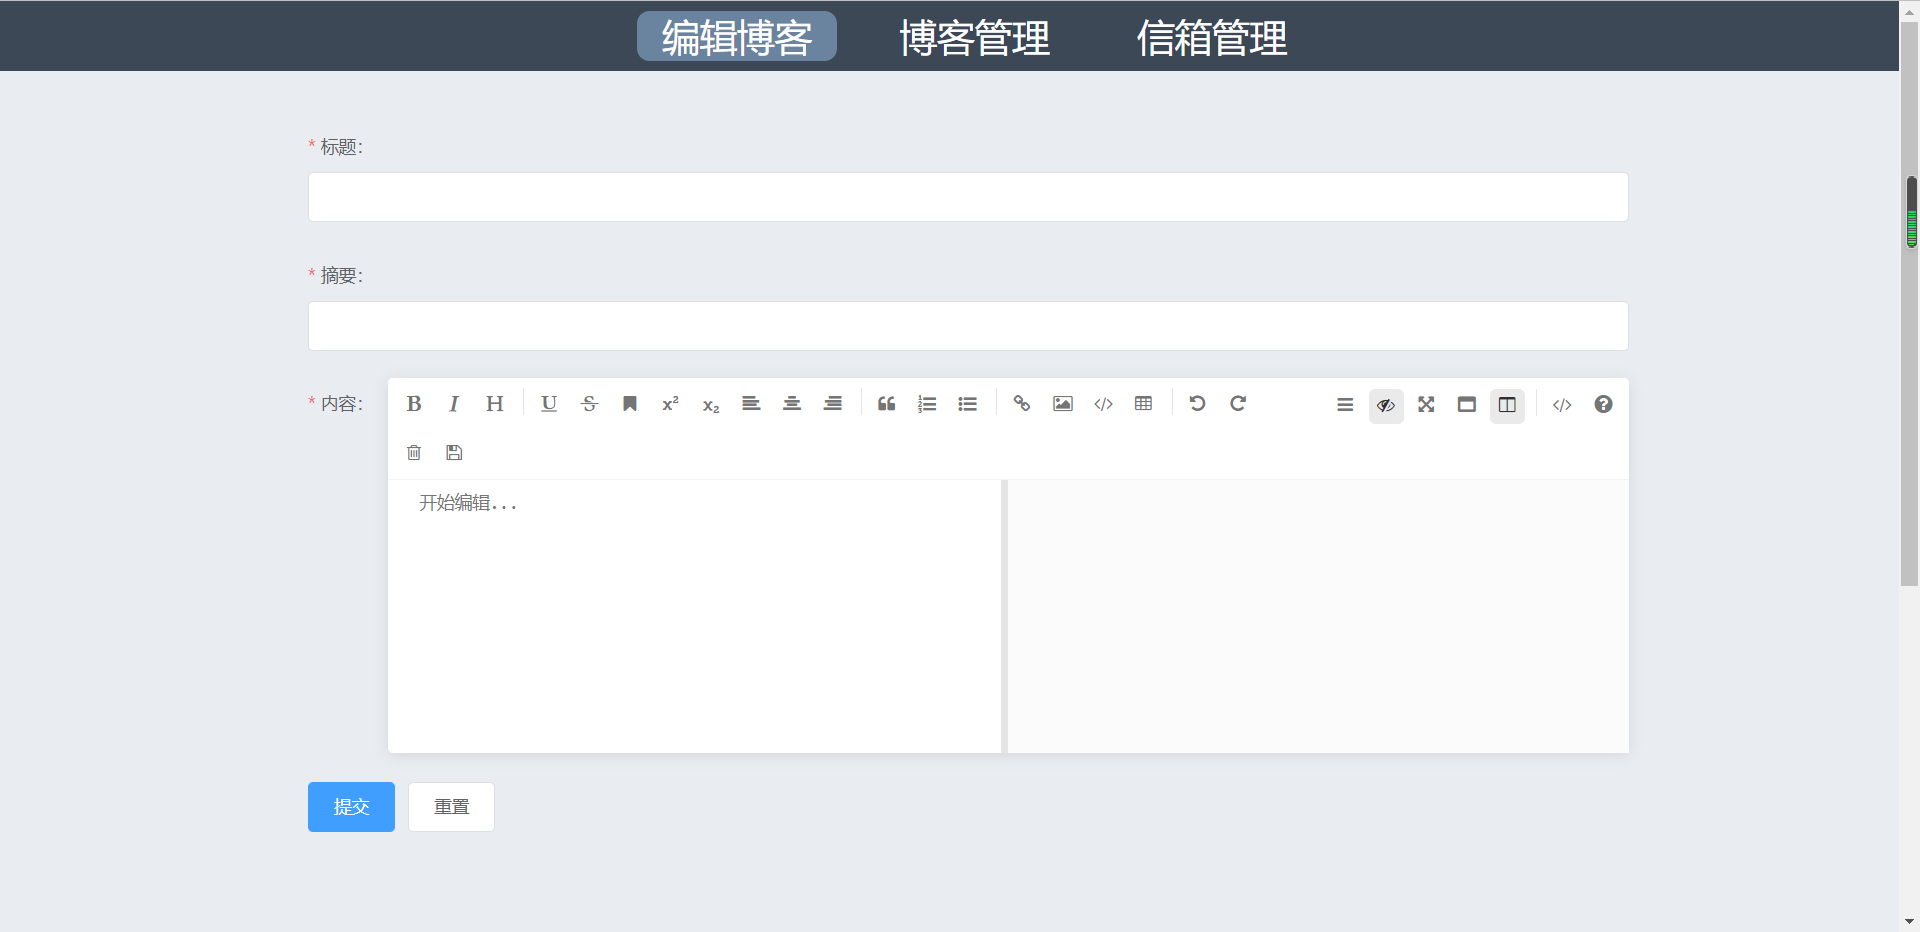 编辑博客 博客管理 信箱管理
* 标题:
* 摘要:
* 内容:
B I H U S x² x₂
开始编辑...
提交 重置